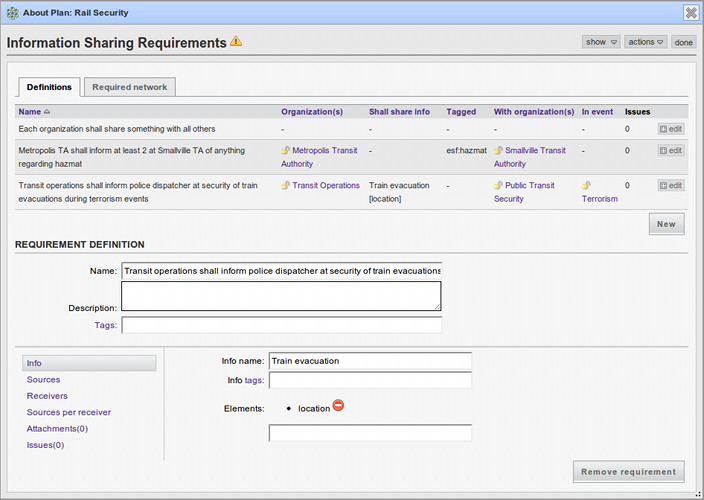 About Plan: Rail Security
Information Sharing Requirements
show actions done
Definitions Required network
Name Organization(s) Shall share info Tagged With organization(s) In event Issues
Each organization shall share something with all others - - - - - 0 edit
Metropolis TA shall inform at least 2 at Smallville TA of anything Metropolis Transit - esf:hazmat Smallville Transit - 0 edit
regarding hazmat Authority Authority
Transit operations shall inform police dispatcher at security of train Transit Operations Train evacuation - Public Transit 0 edit
evacuations during terrorism events [location] Security Terrorism
New
REQUIREMENT DEFINITION
Name: Transit operations shall inform police dispatcher at security of train evacuations
Description:
Tags:
Info
Sources
Receivers
Sources per receiver
Attachments(0)
Issues(0)
Info name: Train evacuation
Info tags:
Elements: • location
Remove requirement